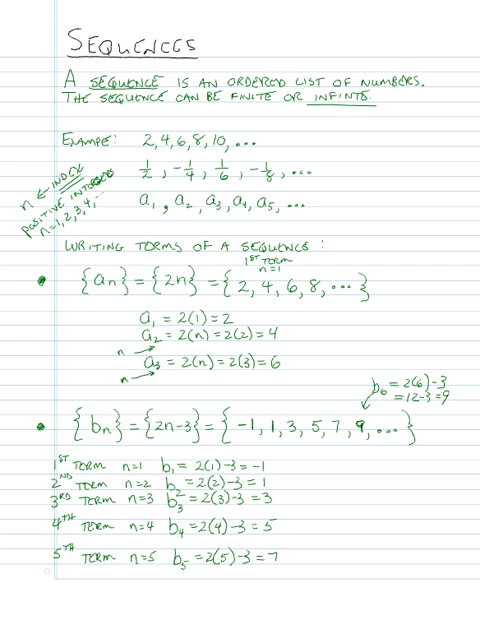 SEQUENCES
A SEQUENCE IS AN ORDERED LIST OF NUMBERS.
THE SEQUENCE CAN BE FINITE OR INFINITE.
EXAMPLE: 2, 4, 6, 8, 10, ...
1/2, -1/4, 1/6, -1/8, ...
a₁, a₂, a₃, a₄, a₅, ...
n ← INDEX
POSITIVE INTEGERS
n=1,2,3,4,...
WRITING TERMS OF A SEQUENCE:
1ST TERM
n=1
• {aₙ} = {2n} = {2, 4, 6, 8, ...}
a₁ = 2(1) = 2
a₂ = 2(n) = 2(2) = 4
n →
a₃ = 2(n) = 2(3) = 6
n →
b₆ = 2(6)-3
= 12-3 = 9
• {bₙ} = {2n-3} = {-1, 1, 3, 5, 7, 9, ...}
1ST TERM n=1 b₁ = 2(1)-3 = -1
2ND TERM n=2 b₂ = 2(2)-3 = 1
3RD TERM n=3 b₃ = 2(3)-3 = 3
4TH TERM n=4 b₄ = 2(4)-3 = 5
5TH TERM n=5 b₅ = 2(5)-3 = 7